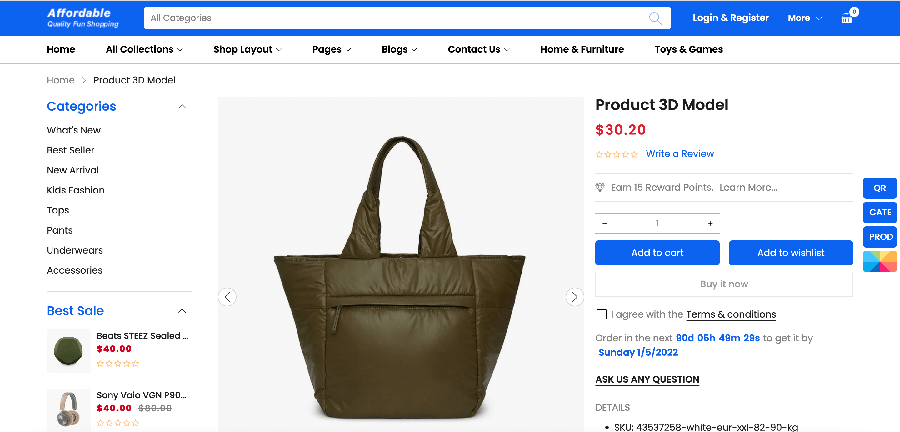 Affordable
Quality Fun Shopping
All Categories
Login & Register
More
0
Home
All Collections
Shop Layout
Pages
Blogs
Contact Us
Home & Furniture
Toys & Games
Home > Product 3D Model
Categories
What's New
Best Seller
New Arrival
Kids Fashion
Tops
Pants
Underwears
Accessories
Best Sale
Beats STEEZ Sealed ...
$40.00
Sony Vaio VGN P90...
$40.00 $80.00
Product 3D Model
$30.20
Write a Review
Earn 15 Reward Points. Learn More...
- 1 +
Add to cart
Add to wishlist
Buy it now
I agree with the Terms & conditions
Order in the next 90d 05h 49m 29s to get it by
Sunday 1/5/2022
ASK US ANY QUESTION
DETAILS
• SKU: 43537258-white-eur-xxl-82-90-kg
QR
CATE
PROD